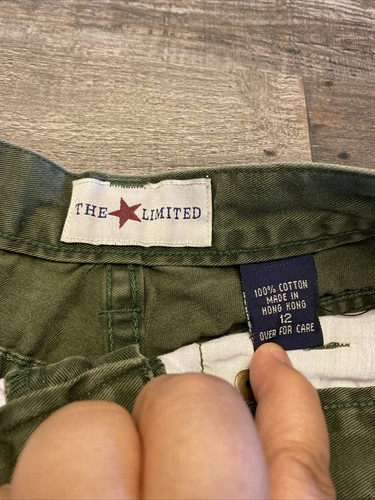 THE LIMITED
100% COTTON
MADE IN
HONG KONG
12
OVER FOR CARE